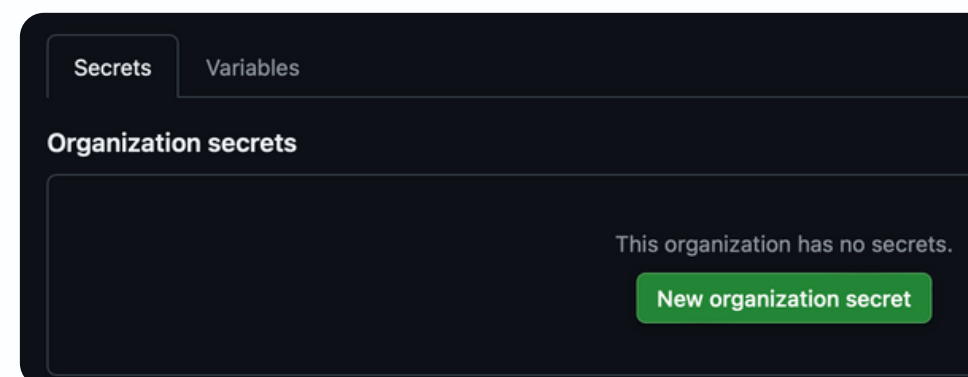 Secrets Variables
Organization secrets
This organization has no secrets.
New organization secret